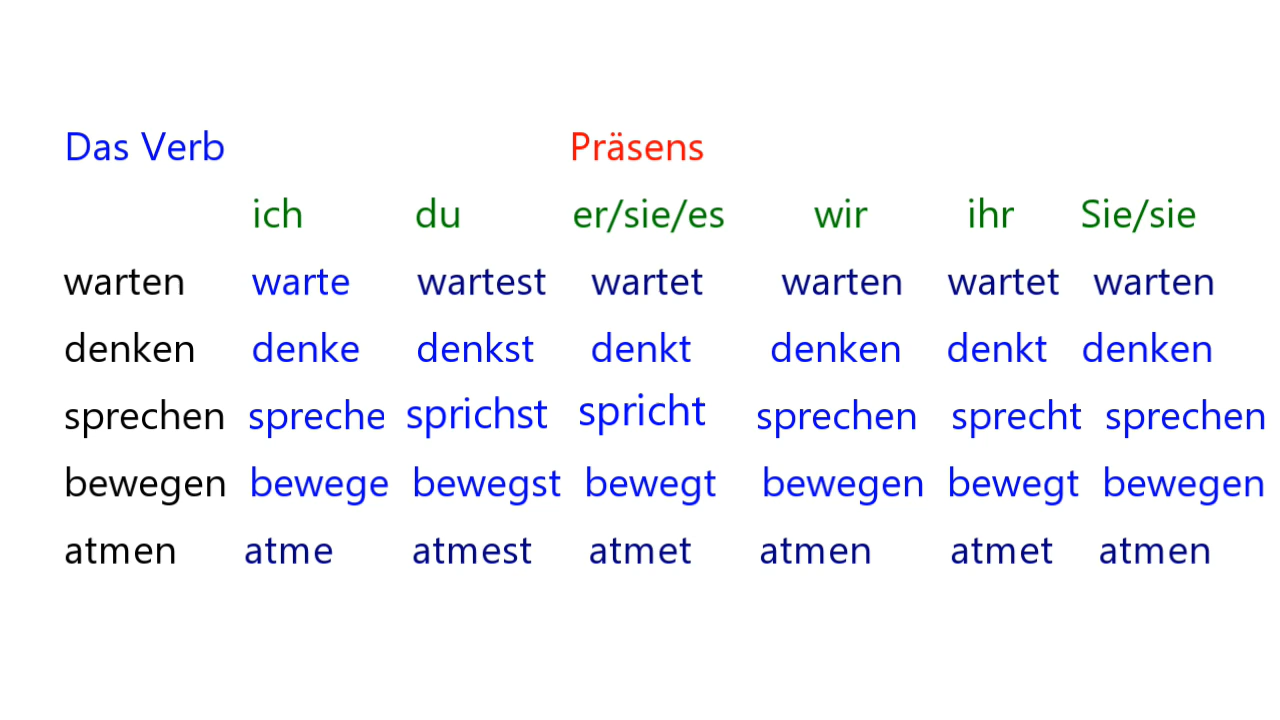 Das Verb Präsens
ich du er/sie/es wir ihr Sie/sie
warten warte wartest wartet warten wartet warten
denken denke denkst denkt denken denkt denken
sprechen spreche sprichst spricht sprechen sprecht sprechen
bewegen bewege bewegst bewegt bewegen bewegt bewegen
atmen atme atmest atmet atmen atmet atmen